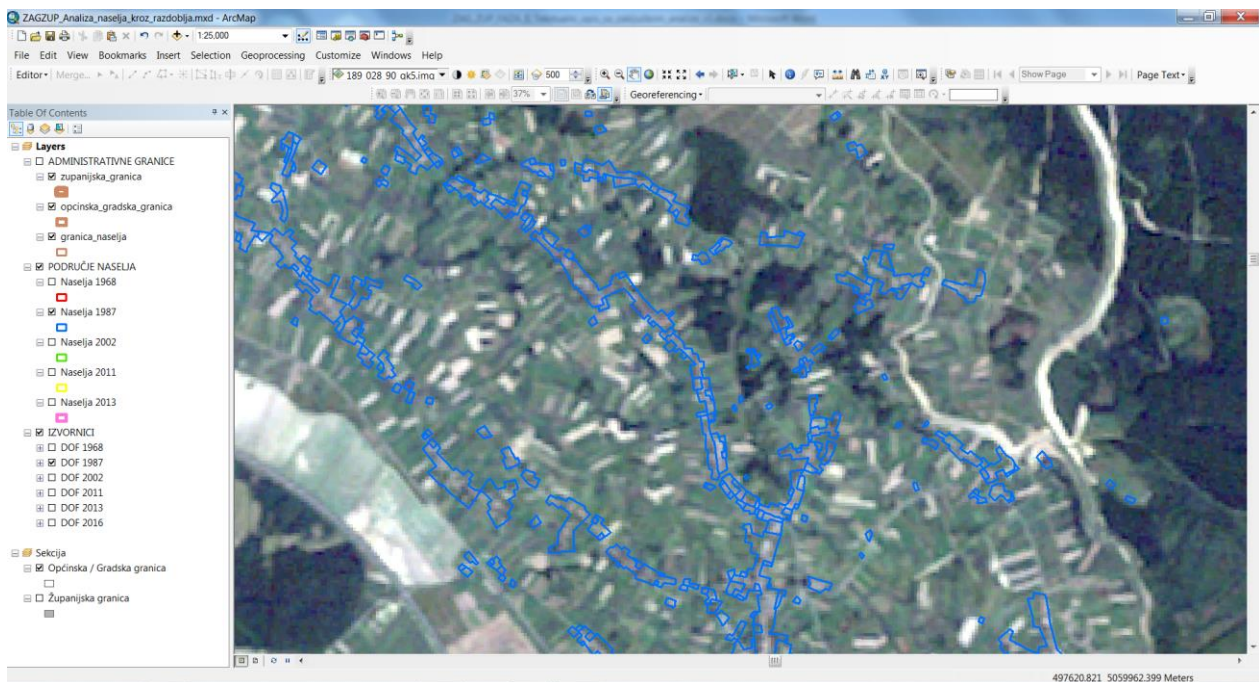 ZAGZUP_Analiza_naselja_kroz_razdoblja.mxd - ArcMap
1:25.000
File Edit View Bookmarks Insert Selection Geoprocessing Customize Windows Help
Editor Merge... 189 028 90 qk5.img 500 Show Page Page Text
37% Georeferencing
Table Of Contents
Layers
ADMINISTRATIVNE GRANICE
zupanijska_granica
opcinska_gradska_granica
granica_naselja
PODRUČJE NASELJA
Naselja 1968
Naselja 1987
Naselja 2002
Naselja 2011
Naselja 2013
IZVORNICI
DOF 1968
DOF 1987
DOF 2002
DOF 2011
DOF 2013
DOF 2016
Sekcija
Općinska / Gradska granica
Županijska granica
497620.821 5059962.399 Meters